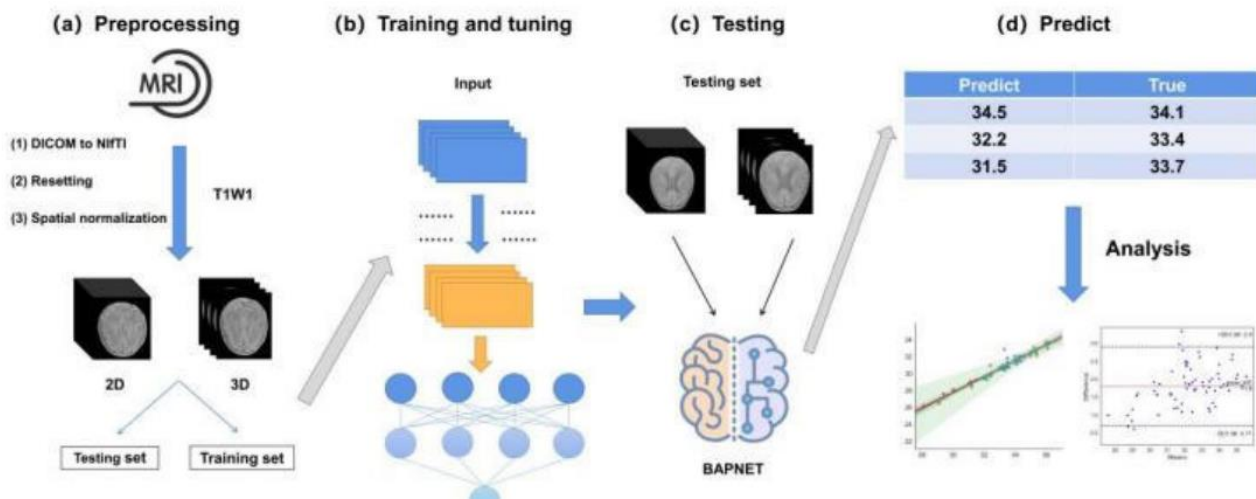 (a) Preprocessing
MRI
(1) DICOM to NIfTI
(2) Resetting
(3) Spatial normalization
T1W1
2D
3D
Testing set
Training set
(b) Training and tuning
Input
......
......
......
......
(c) Testing
Testing set
BAPNET
(d) Predict
Predict True
34.5 34.1
32.2 33.4
31.5 33.7
Analysis